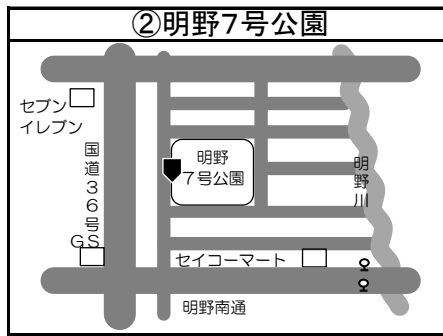 ②明野7号公園
セブン
イレブン
明野
7号公園
国道36号
明野川
GS
セイコーマート
明野南通